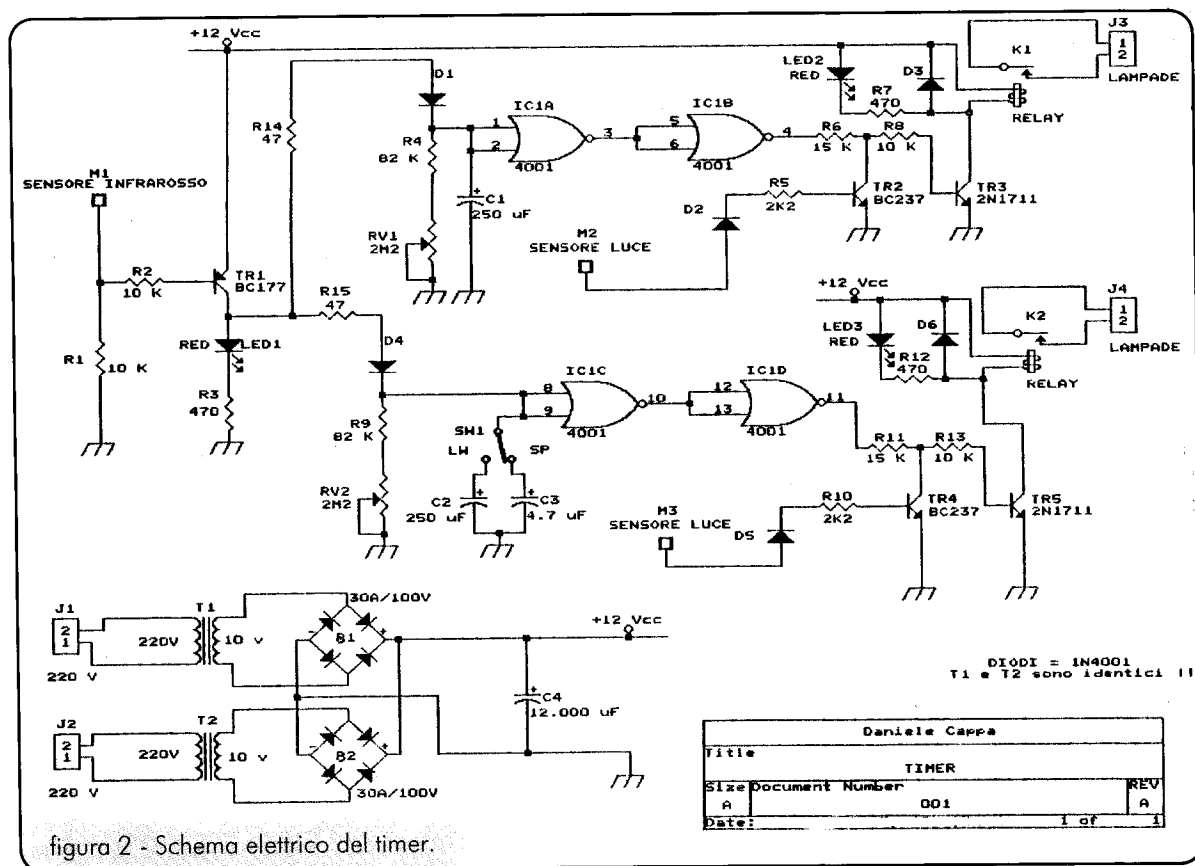 +12 Vcc
J3
1
2
LAMPADE
K1
RELAY
LED2
RED
D3
R7
470
D1
R14
47
R4
82 K
IC1A
1
2
3
4001
IC1B
5
6
4
4001
R6
15 K
R8
10 K
M1
SENSORE INFRAROSSO
C1
250 uF
RV1
2M2
R5
2K2
D2
M2
SENSORE LUCE
TR2
BC237
TR3
2N1711
R2
10 K
TR1
BC177
R15
47
+12 Vcc
J4
1
2
LAMPADE
K2
RELAY
LED3
RED
D6
R12
470
R1
10 K
RED
LED1
R3
470
D4
R9
82 K
RV2
2M2
IC1C
8
9
10
4001
IC1D
12
13
11
4001
SW1
LW
SP
C2
250 uF
C3
4.7 uF
R11
15 K
R13
10 K
R10
2K2
D5
M3
SENSORE LUCE
TR4
BC237
TR5
2N1711
J1
2
1
220 V
T1
220V
10 v
30A/100V
B1
+12 Vcc
C4
12.000 uF
J2
2
1
220 V
T2
220V
10 v
B2
30A/100V
DIODI = 1N4001
T1 e T2 sono identici !!
Daniele Cappa
Title
TIMER
Size
Document Number
REV
A
001
A
Date:
1 of 1
figura 2 - Schema elettrico del timer.